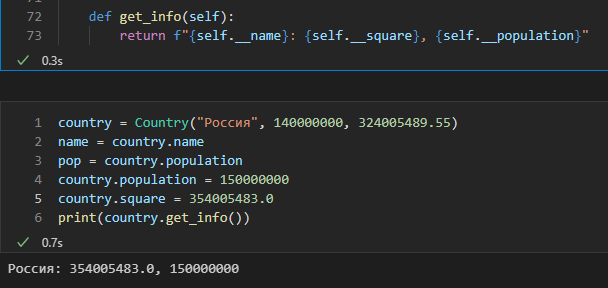 72 def get_info(self):
73 return f"{self.__name}: {self.__square}, {self.__population}"
0.3s
1 country = Country("Россия", 140000000, 324005489.55)
2 name = country.name
3 pop = country.population
4 country.population = 150000000
5 country.square = 354005483.0
6 print(country.get_info())
0.7s
Россия: 354005483.0, 150000000